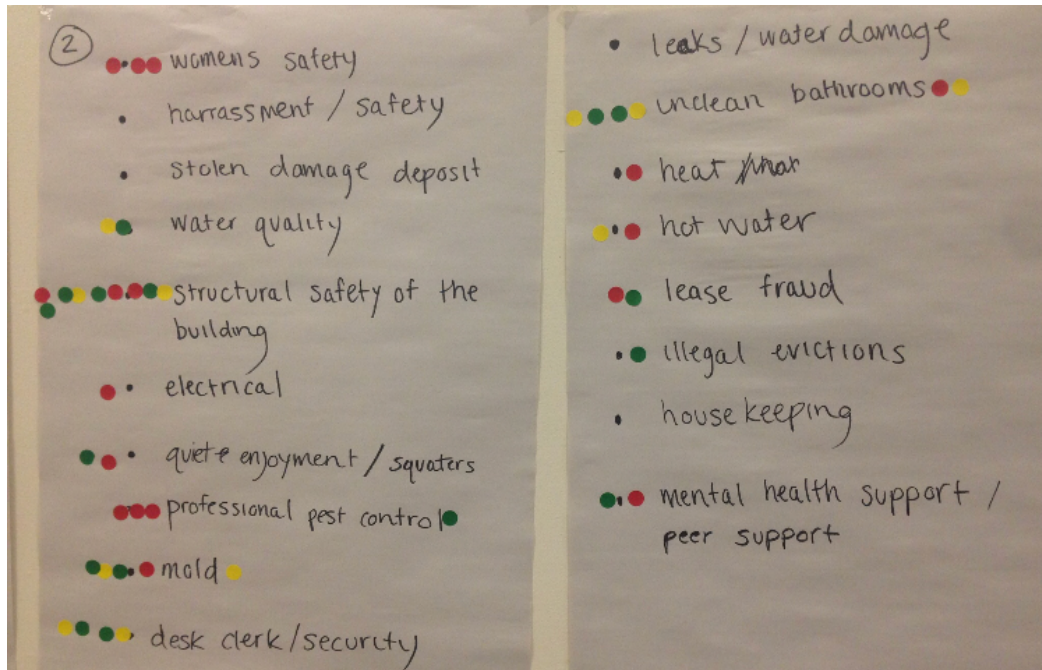 2
womens safety
harrassment / safety
stolen damage deposit
water quality
structural safety of the
building
electrical
quiete enjoyment / squaters
professional pest control
mold
desk clerk / security
leaks / water damage
unclean bathrooms
heat
hot water
lease fraud
illegal evictions
housekeeping
mental health support /
peer support